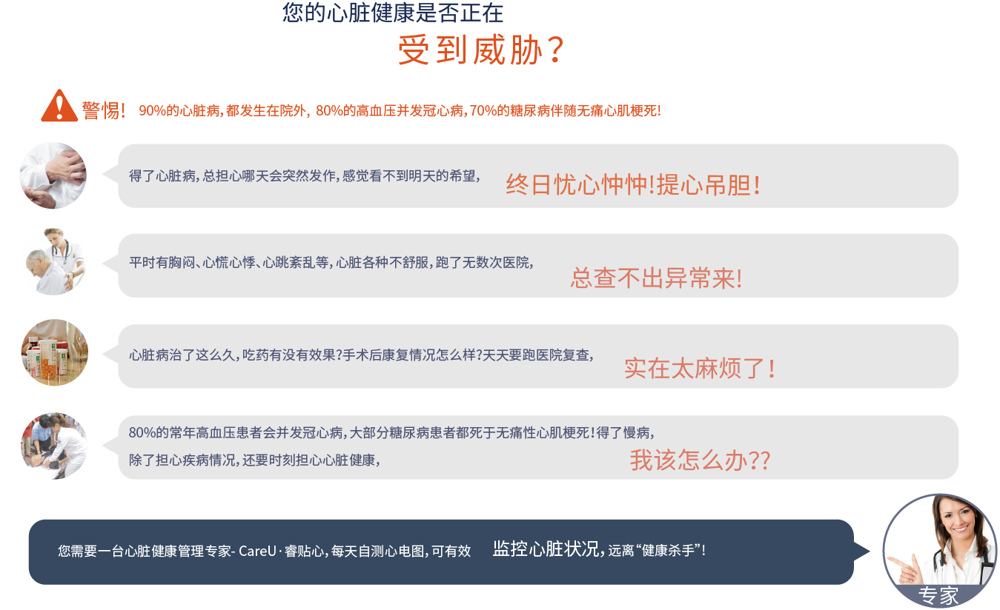 您的心脏健康是否正在
受到威胁？
警惕! 90%的心脏病，都发生在院外，80%的高血压并发冠心病，70%的糖尿病伴随无痛心肌梗死!
得了心脏病，总担心哪天会突然发作，感觉看不到明天的希望， 终日忧心忡忡!提心吊胆！
平时有胸闷、心慌心悸、心跳紊乱等，心脏各种不舒服，跑了无数次医院，
总查不出异常来!
心脏病治了这么久，吃药有没有效果?手术后康复情况怎么样?天天要跑医院复查，
实在太麻烦了！
80%的常年高血压患者会并发冠心病，大部分糖尿病患者都死于无痛性心肌梗死！得了慢病，
除了担心疾病情况，还要时刻担心心脏健康， 我该怎么办??
您需要一台心脏健康管理专家- CareU · 睿贴心，每天自测心电图，可有效 监控心脏状况，远离“健康杀手”!
专家